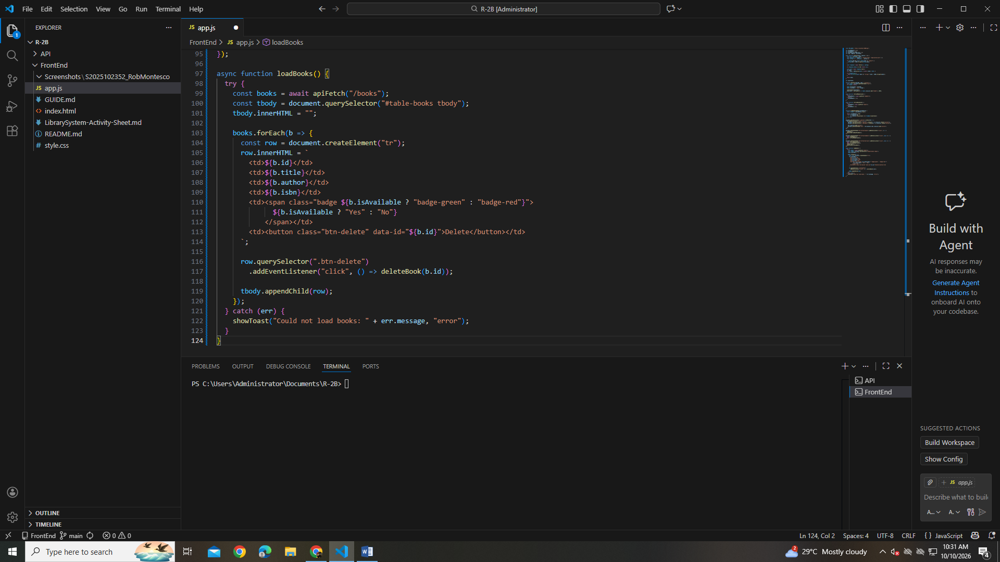 File Edit Selection View Go Run Terminal Help
R-2B [Administrator]
EXPLORER
R-2B
API
FrontEnd
Screenshots\S2025102352_RobMontesco
JS app.js
GUIDE.md
index.html
LibrarySystem-Activity-Sheet.md
README.md
# style.css
OUTLINE
TIMELINE
1
JS app.js
FrontEnd > JS app.js > loadBooks
95 });
96
97 async function loadBooks() {
98 try {
99 const books = await apiFetch("/books");
100 const tbody = document.querySelector("#table-books tbody");
101 tbody.innerHTML = "";
102
103 books.forEach(b => {
104 const row = document.createElement("tr");
105 row.innerHTML = `
106 <td>${b.id}</td>
107 <td>${b.title}</td>
108 <td>${b.author}</td>
109 <td>${b.isbn}</td>
110 <td><span class="badge ${b.isAvailable ? "badge-green" : "badge-red"}">
111 ${b.isAvailable ? "Yes" : "No"}
112 </span></td>
113 <td><button class="btn-delete" data-id="${b.id}">Delete</button></td>
114 `;
115
116 row.querySelector(".btn-delete")
117 .addEventListener("click", () => deleteBook(b.id));
118
119 tbody.appendChild(row);
120 });
121 } catch (err) {
122 showToast("Could not load books: " + err.message, "error");
123 }
124 }
PROBLEMS OUTPUT DEBUG CONSOLE TERMINAL PORTS
PS C:\Users\Administrator\Documents\R-2B>
API
FrontEnd
Build with
Agent
AI responses may
be inaccurate.
Generate Agent
Instructions to
onboard AI onto
your codebase.
SUGGESTED ACTIONS
Build Workspace
Show Config
+ JS app.js
Describe what to buil
A... A.
FrontEnd main 0 0
Ln 124, Col 2 Spaces: 4 UTF-8 CRLF { } JavaScript
Type here to search
2
29°C Mostly cloudy
10:31 AM
10/10/2026
4